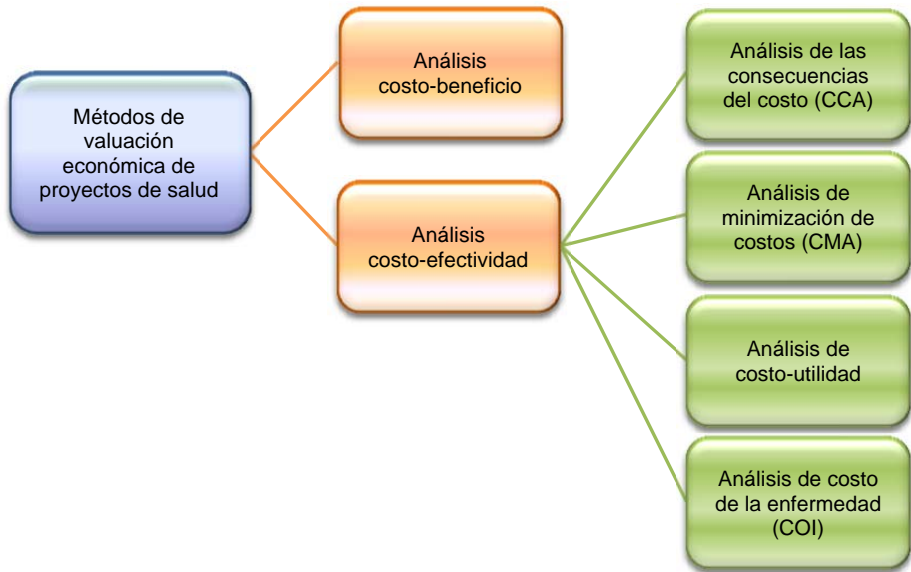 Métodos de
valuación
económica de
proyectos de salud
Análisis
costo-beneficio
Análisis
costo-efectividad
Análisis de las
consecuencias
del costo (CCA)
Análisis de
minimización de
costos (CMA)
Análisis de
costo-utilidad
Análisis de costo
de la enfermedad
(COI)